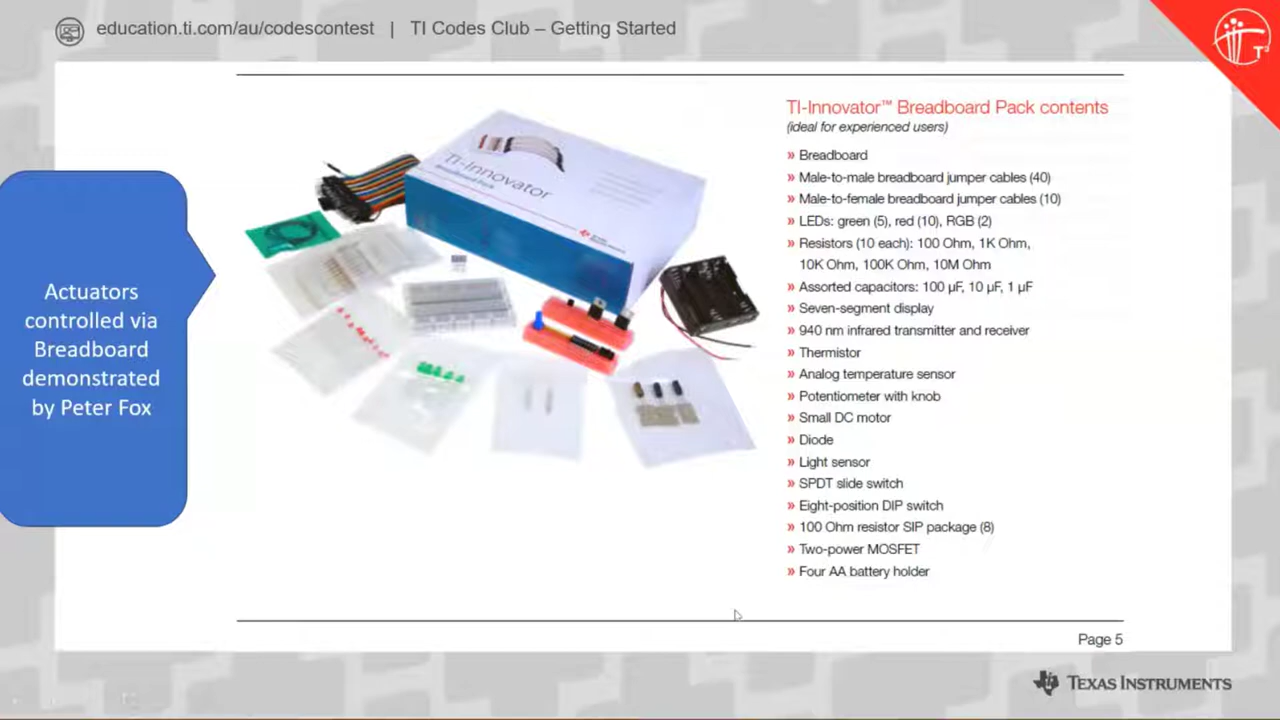 education.ti.com/au/codescontest | TI Codes Club – Getting Started
Actuators
controlled via
Breadboard
demonstrated
by Peter Fox
TI-Innovator
TI-Innovator™ Breadboard Pack contents
(ideal for experienced users)
» Breadboard
» Male-to-male breadboard jumper cables (40)
» Male-to-female breadboard jumper cables (10)
» LEDs: green (5), red (10), RGB (2)
» Resistors (10 each): 100 Ohm, 1K Ohm,
10K Ohm, 100K Ohm, 10M Ohm
» Assorted capacitors: 100 µF, 10 µF, 1 µF
» Seven-segment display
» 940 nm infrared transmitter and receiver
» Thermistor
» Analog temperature sensor
» Potentiometer with knob
» Small DC motor
» Diode
» Light sensor
» SPDT slide switch
» Eight-position DIP switch
» 100 Ohm resistor SIP package (8)
» Two-power MOSFET
» Four AA battery holder
Page 5
TEXAS INSTRUMENTS